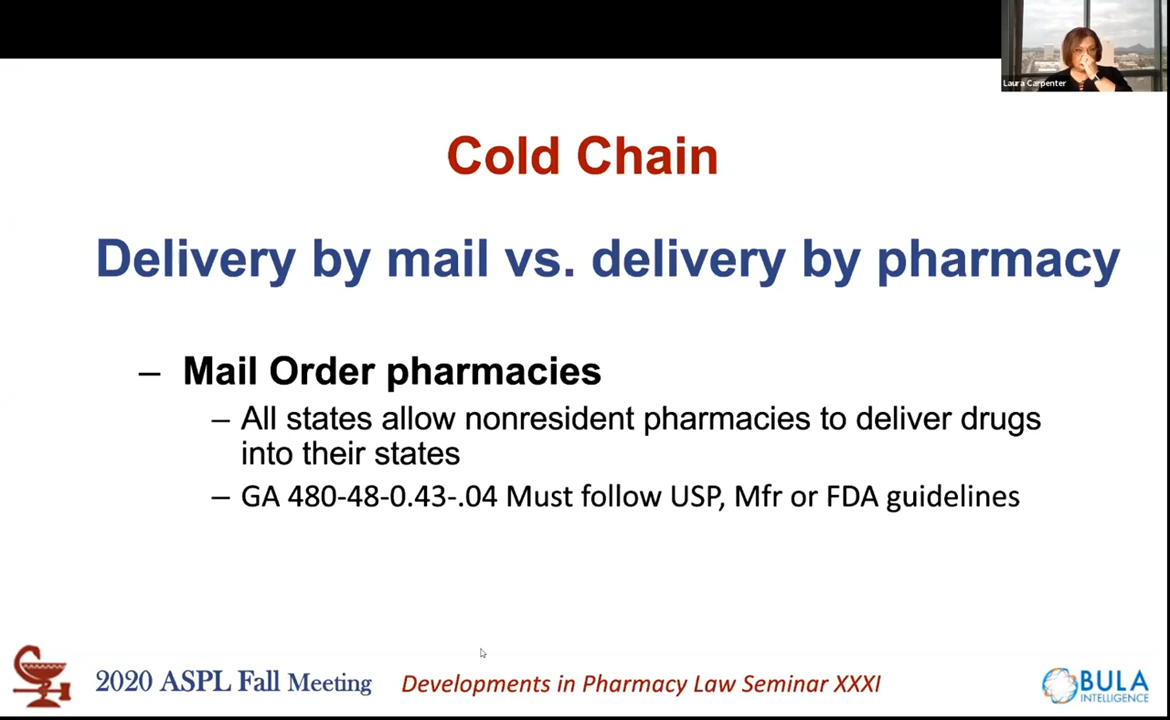 Laura Carpenter
Cold Chain
Delivery by mail vs. delivery by pharmacy
– Mail Order pharmacies
– All states allow nonresident pharmacies to deliver drugs
into their states
– GA 480-48-0.43-.04 Must follow USP, Mfr or FDA guidelines
2020 ASPL Fall Meeting
Developments in Pharmacy Law Seminar XXXI
BULA
INTELLIGENCE